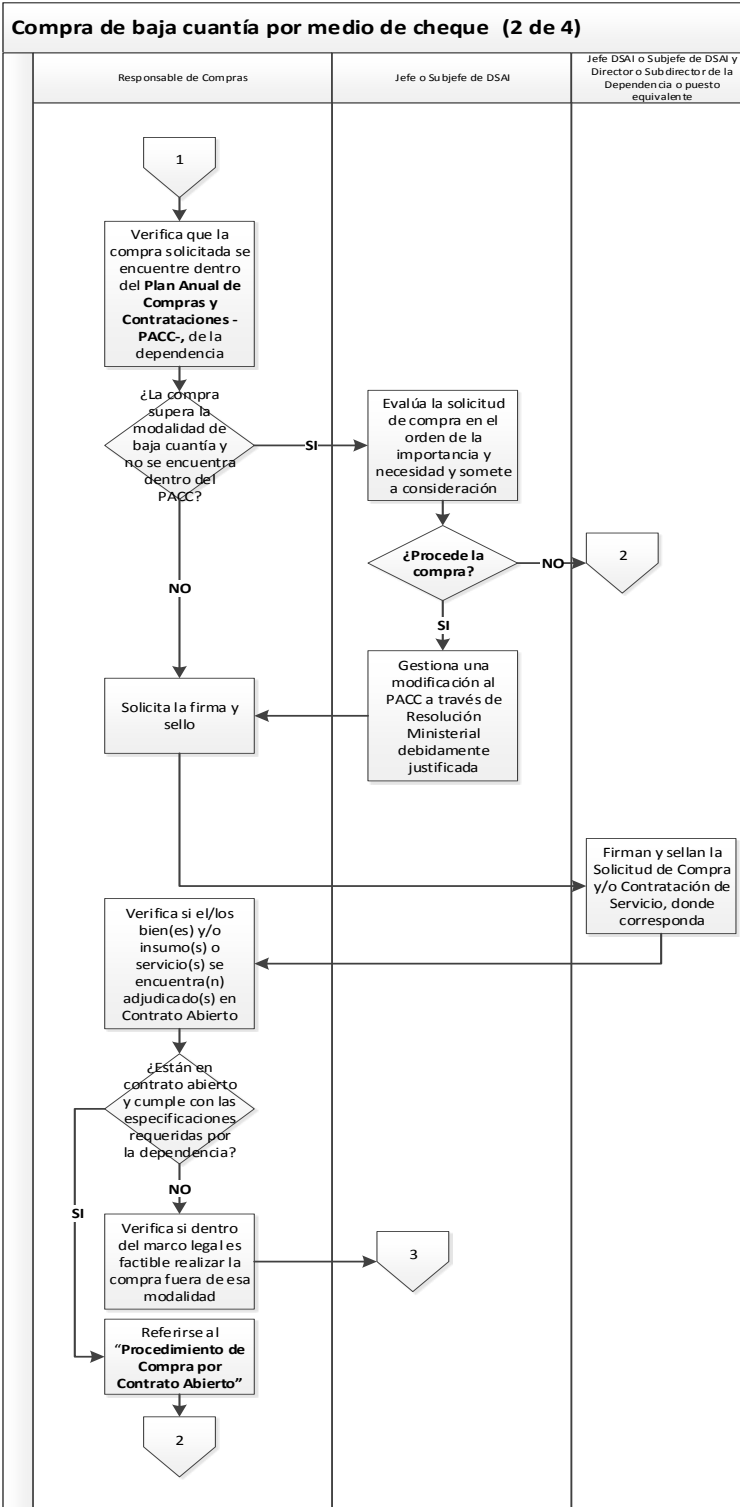 Compra de baja cuantía por medio de cheque (2 de 4)
Responsable de Compras
Jefe o Subjefe de DSAI
Jefe DSAI o Subjefe de DSAI y
Director o Subdirector de la
Dependencia o puesto
equivalente
1
Verifica que la
compra solicitada se
encuentre dentro
del Plan Anual de
Compras y
Contrataciones -
PACC-, de la
dependencia
¿La compra
supera la
modalidad de
baja cuantía y
no se encuentra
dentro del
PACC?
SI
Evalúa la solicitud
de compra en el
orden de la
importancia y
necesidad y somete
a consideración
¿Procede la
compra?
NO
2
NO
SI
Gestiona una
modificación al
PACC a través de
Resolución
Ministerial
debidamente
justificada
Solicita la firma y
sello
Firman y sellan la
Solicitud de Compra
y/o Contratación de
Servicio, donde
corresponda
Verifica si el/los
bien(es) y/o
insumo(s) o
servicio(s) se
encuentra(n)
adjudicado(s) en
Contrato Abierto
¿Están en
contrato abierto
y cumple con las
especificaciones
requeridas por
la dependencia?
NO
SI
Verifica si dentro
del marco legal es
factible realizar la
compra fuera de esa
modalidad
3
Referirse al
“Procedimiento de
Compra por
Contrato Abierto”
2